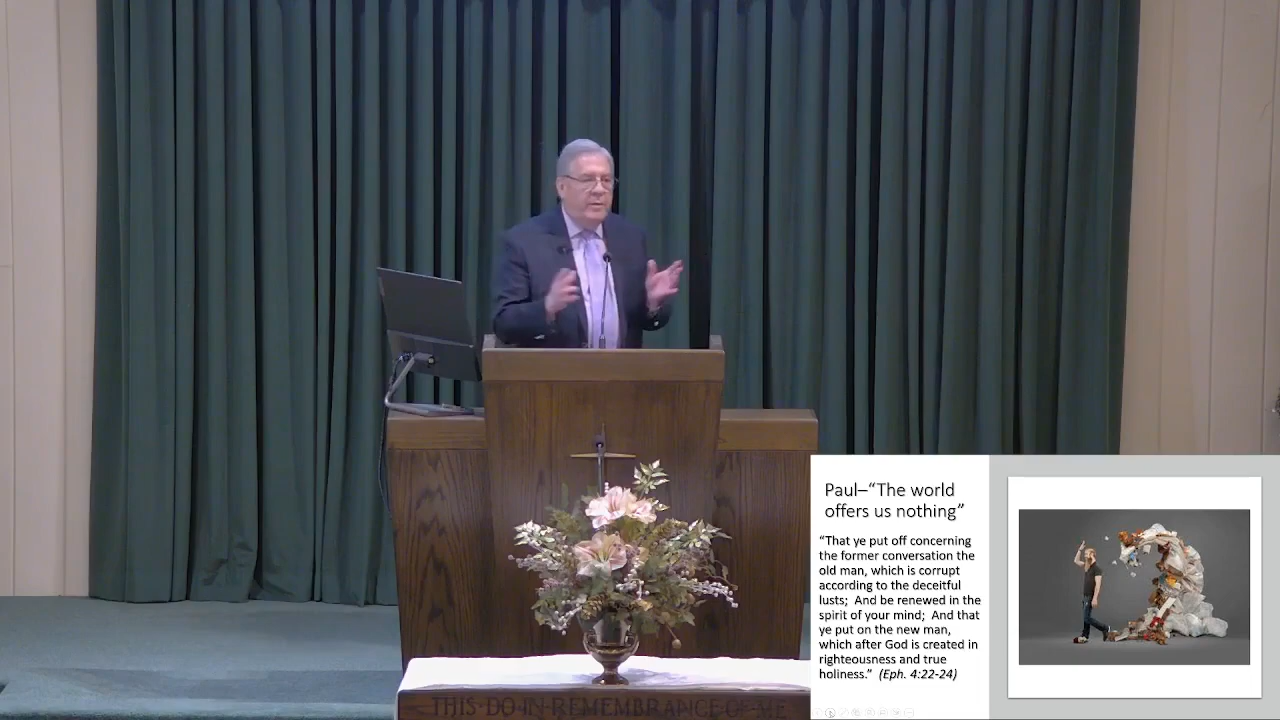 Paul–“The world
offers us nothing”
“That ye put off concerning
the former conversation the
old man, which is corrupt
according to the deceitful
lusts;  And be renewed in the
spirit of your mind;  And that
ye put on the new man,
which after God is created in
righteousness and true
holiness.”  (Eph. 4:22-24)
THIS·DO·IN·REMEMBRANCE·OF·ME